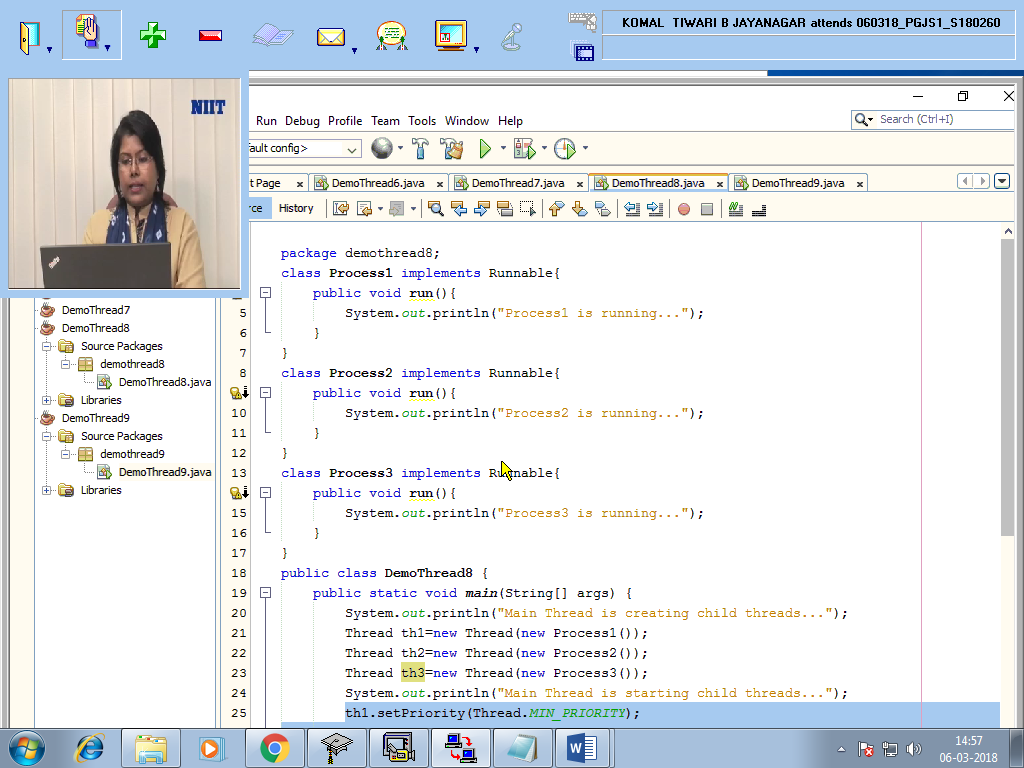 KOMAL TIWARI B JAYANAGAR attends 060318_PGJS1_S180260
NIIT
Run Debug Profile Team Tools Window Help
Search (Ctrl+I)
ault config>
t Page DemoThread6.java DemoThread7.java DemoThread8.java DemoThread9.java
rce History
package demothread8;
class Process1 implements Runnable{
public void run(){
5 System.out.println("Process1 is running...");
6 }
7 }
8 class Process2 implements Runnable{
public void run(){
10 System.out.println("Process2 is running...");
11 }
12 }
13 class Process3 implements Runnable{
public void run(){
15 System.out.println("Process3 is running...");
16 }
17 }
18 public class DemoThread8 {
19 public static void main(String[] args) {
20 System.out.println("Main Thread is creating child threads...");
21 Thread th1=new Thread(new Process1());
22 Thread th2=new Thread(new Process2());
23 Thread th3=new Thread(new Process3());
24 System.out.println("Main Thread is starting child threads...");
25 th1.setPriority(Thread.MIN_PRIORITY);
DemoThread7
DemoThread8
Source Packages
demothread8
DemoThread8.java
Libraries
DemoThread9
Source Packages
demothread9
DemoThread9.java
Libraries
14:57
06-03-2018